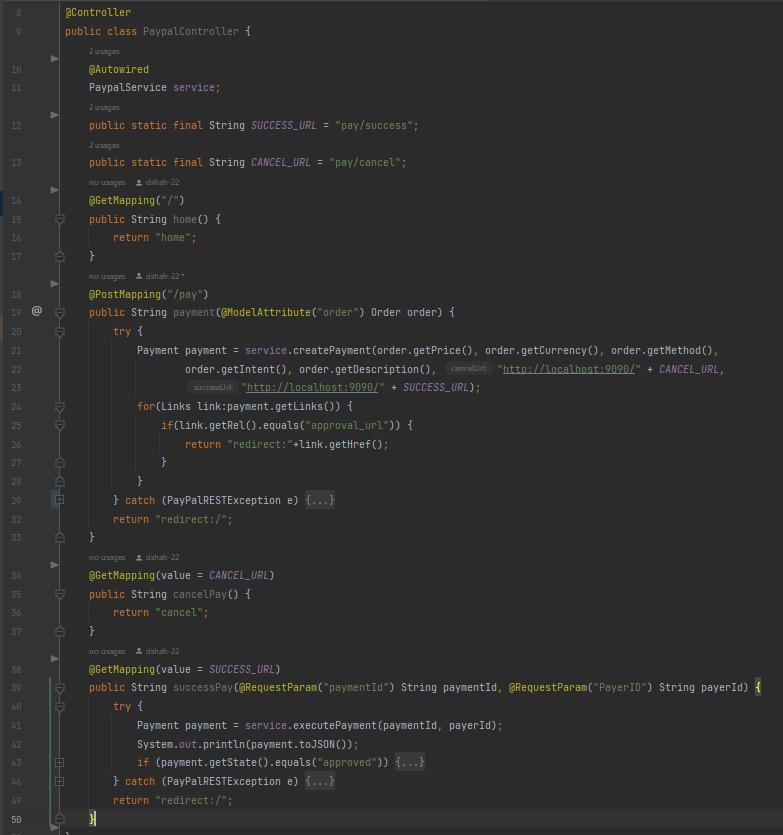 8 @Controller
9 public class PaypalController {
2 usages
10 @Autowired
11 PaypalService service;
2 usages
12 public static final String SUCCESS_URL = "pay/success";
2 usages
13 public static final String CANCEL_URL = "pay/cancel";
no usages dshah-22
14 @GetMapping("/")
15 public String home() {
16 return "home";
17 }
no usages dshah-22 *
18 @PostMapping("/pay")
19 @ public String payment(@ModelAttribute("order") Order order) {
20 try {
21 Payment payment = service.createPayment(order.getPrice(), order.getCurrency(), order.getMethod(),
22 order.getIntent(), order.getDescription(), cancelUrl: "http://localhost:9090/" + CANCEL_URL,
23 successUrl: "http://localhost:9090/" + SUCCESS_URL);
24 for(Links link:payment.getLinks()) {
25 if(link.getRel().equals("approval_url")) {
26 return "redirect:"+link.getHref();
27 }
28 }
29 } catch (PayPalRESTException e) {...}
32 return "redirect:/";
33 }
no usages dshah-22
34 @GetMapping(value = CANCEL_URL)
35 public String cancelPay() {
36 return "cancel";
37 }
no usages dshah-22
38 @GetMapping(value = SUCCESS_URL)
39 public String successPay(@RequestParam("paymentId") String paymentId, @RequestParam("PayerID") String payerId) {
40 try {
41 Payment payment = service.executePayment(paymentId, payerId);
42 System.out.println(payment.toJSON());
43 if (payment.getState().equals("approved")) {...}
46 } catch (PayPalRESTException e) {...}
49 return "redirect:/";
50 }